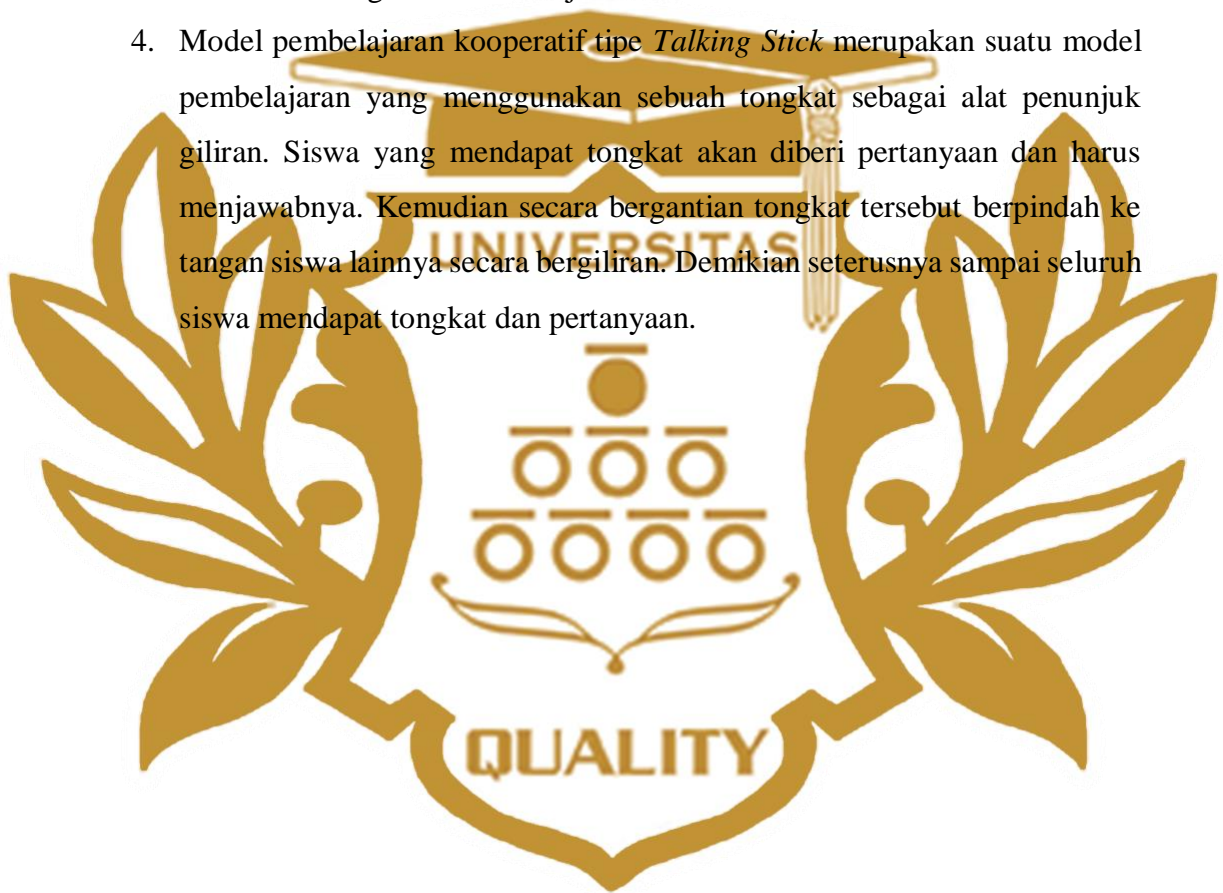 4. Model pembelajaran kooperatif tipe Talking Stick merupakan suatu model
pembelajaran yang menggunakan sebuah tongkat sebagai alat penunjuk
giliran. Siswa yang mendapat tongkat akan diberi pertanyaan dan harus
menjawabnya. Kemudian secara bergantian tongkat tersebut berpindah ke
tangan siswa lainnya secara bergiliran. Demikian seterusnya sampai seluruh
siswa mendapat tongkat dan pertanyaan.
UNIVERSITAS
QUALITY